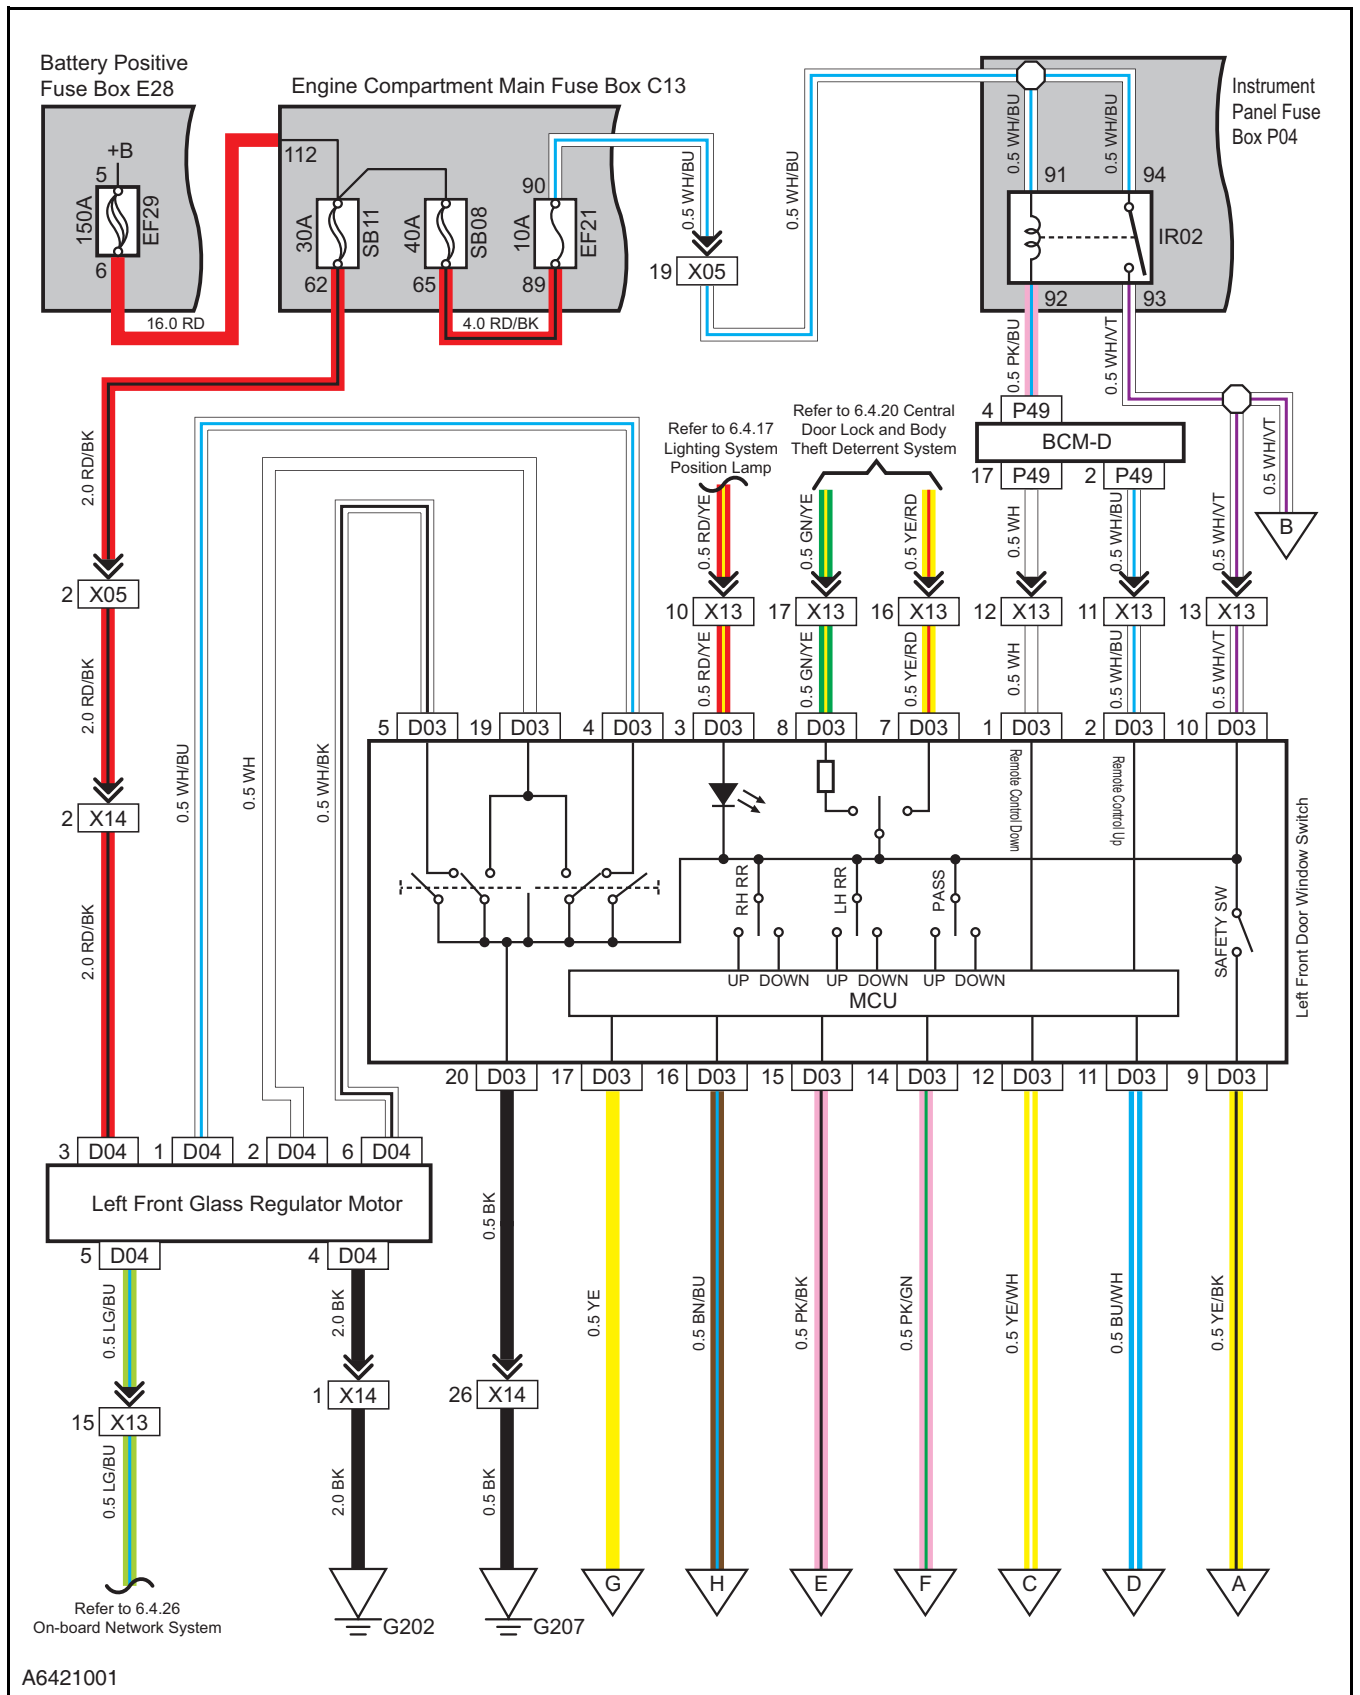 Battery Positive
Fuse Box E28
Engine Compartment Main Fuse Box C13
Instrument
Panel Fuse
Box P04
+B
5
150A
EF29
6
16.0 RD
112
30A
SB11
62
40A
SB08
65
4.0 RD/BK
90
10A
EF21
89
0.5 WH/BU
19 X05
0.5 WH/BU
0.5 WH/BU
0.5 WH/BU
91
94
IR02
92
93
0.5 PK/BU
0.5 WH/VT
4 P49
BCM-D
17 P49
2 P49
0.5 WH/VT
B
Refer to 6.4.17
Lighting System
Position Lamp
Refer to 6.4.20 Central
Door Lock and Body
Theft Deterrent System
2.0 RD/BK
0.5 RD/YE
0.5 GN/YE
0.5 YE/RD
0.5 WH
0.5 WH/BU
0.5 WH/VT
2 X05
10 X13
17 X13
16 X13
12 X13
11 X13
13 X13
2.0 RD/BK
0.5 RD/YE
0.5 GN/YE
0.5 YE/RD
0.5 WH
0.5 WH/BU
0.5 WH/VT
5 D03
19 D03
4 D03
3 D03
8 D03
7 D03
1 D03
2 D03
10 D03
2 X14
0.5 WH/BU
0.5 WH
0.5 WH/BK
Remote Control Down
Remote Control Up
2.0 RD/BK
RH RR
LH RR
PASS
SAFETY SW
Left Front Door Window Switch
UP DOWN
UP DOWN
UP DOWN
MCU
20 D03
17 D03
16 D03
15 D03
14 D03
12 D03
11 D03
9 D03
3 D04
1 D04
2 D04
6 D04
Left Front Glass Regulator Motor
5 D04
4 D04
0.5 LG/BU
2.0 BK
0.5 BK
0.5 YE
0.5 BN/BU
0.5 PK/BK
0.5 PK/GN
0.5 YE/WH
0.5 BU/WH
0.5 YE/BK
15 X13
1 X14
26 X14
0.5 LG/BU
2.0 BK
0.5 BK
G
H
E
F
C
D
A
Refer to 6.4.26
On-board Network System
G202
G207
A6421001